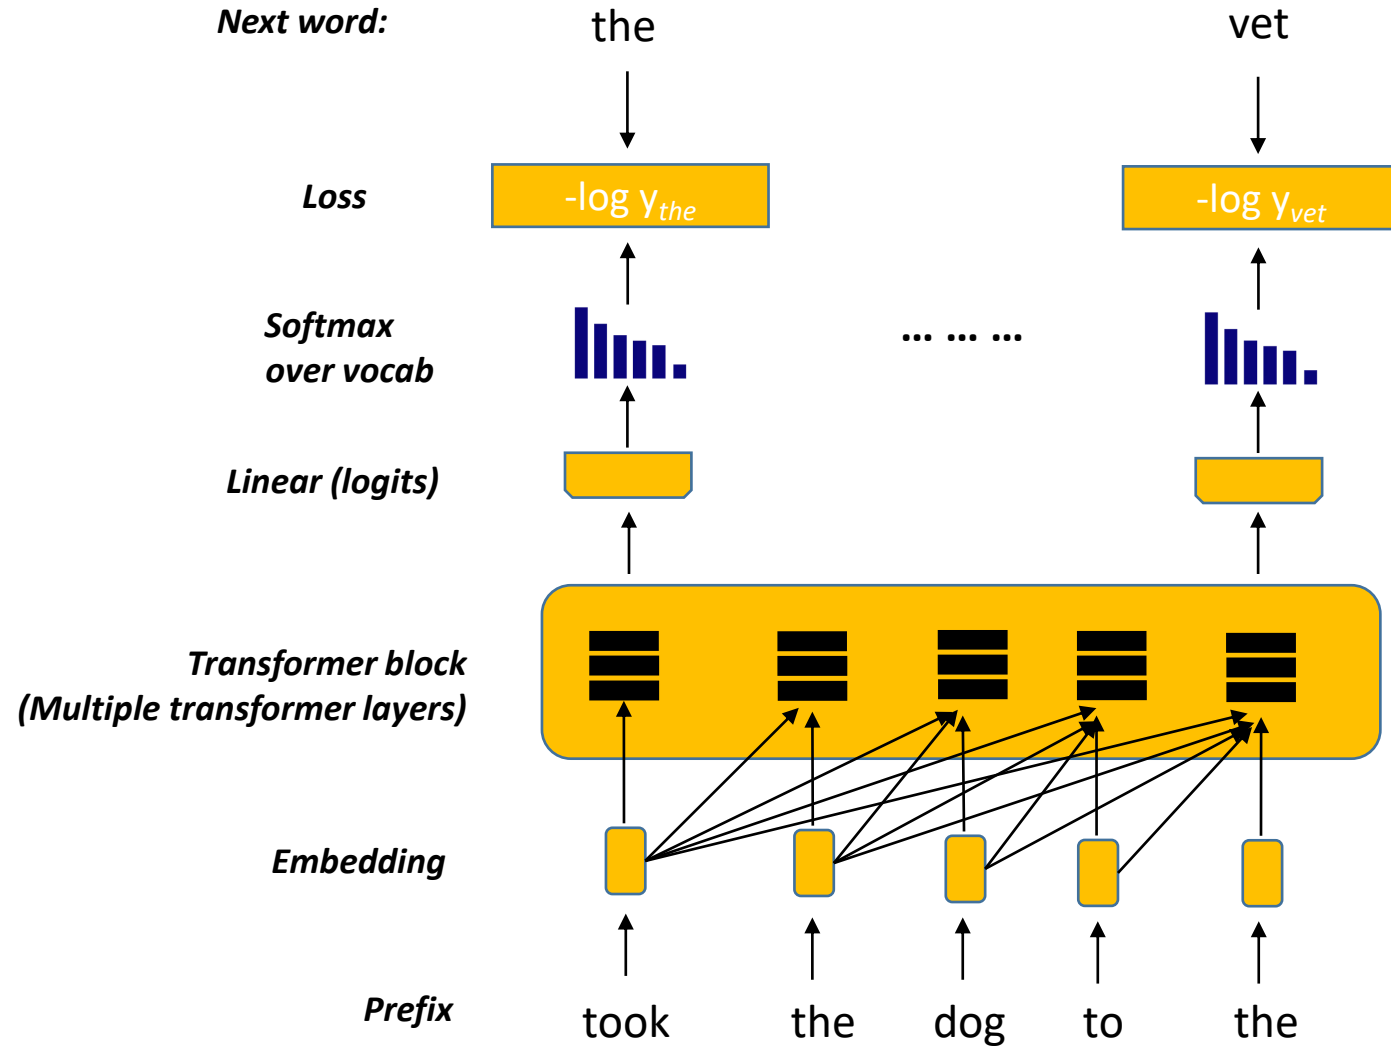 Next word: the vet
Loss -log y_the -log y_vet
Softmax
over vocab
... ... ...
Linear (logits)
Transformer block
(Multiple transformer layers)
Embedding
Prefix took the dog to the